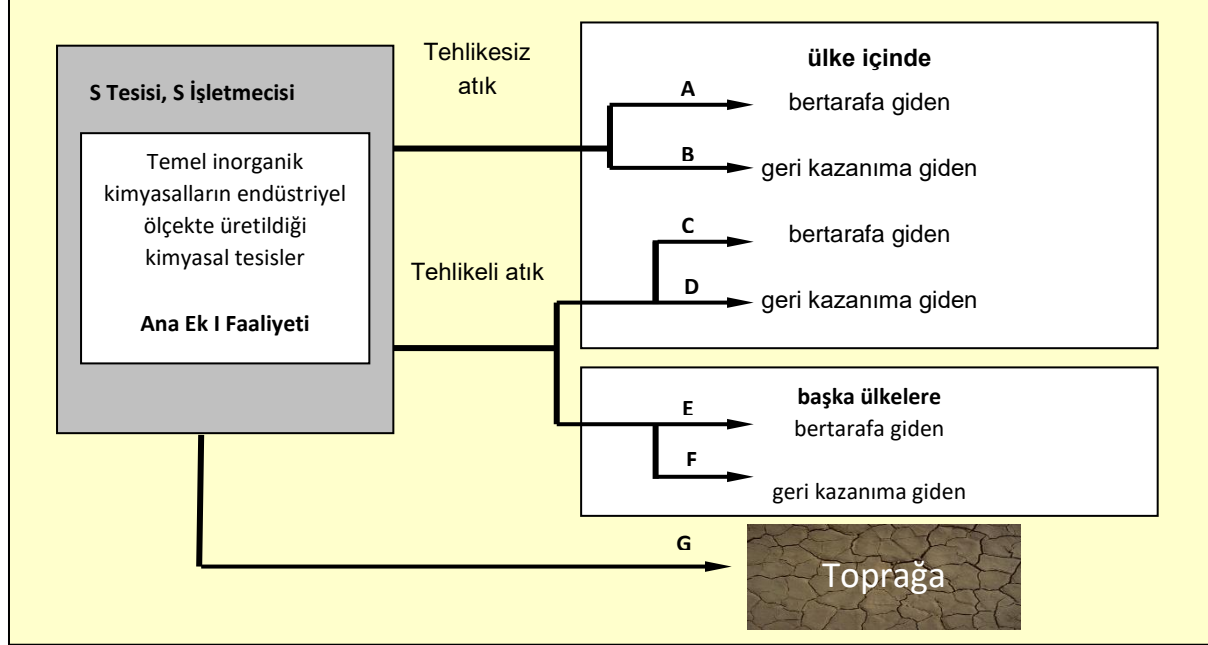 S Tesisi, S İşletmecisi
Temel inorganik
kimyasalların endüstriyel
ölçekte üretildiği
kimyasal tesisler
Ana Ek I Faaliyeti
Tehlikesiz
atık
Tehlikeli atık
ülke içinde
A
bertarafa giden
B
geri kazanıma giden
C
bertarafa giden
D
geri kazanıma giden
başka ülkelere
E
bertarafa giden
F
geri kazanıma giden
G
Toprağa